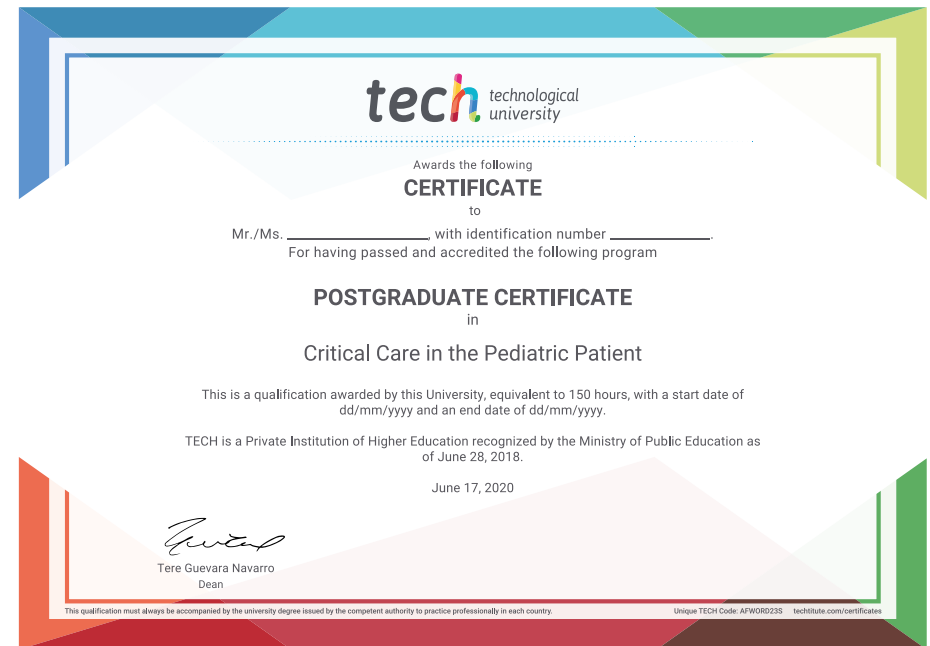 tech technological
university
Awards the following
CERTIFICATE
to
Mr./Ms. ____________________, with identification number ______________.
For having passed and accredited the following program
POSTGRADUATE CERTIFICATE
in
Critical Care in the Pediatric Patient
This is a qualification awarded by this University, equivalent to 150 hours, with a start date of
dd/mm/yyyy and an end date of dd/mm/yyyy.
TECH is a Private Institution of Higher Education recognized by the Ministry of Public Education as
of June 28, 2018.
June 17, 2020
Tere Guevara Navarro
Dean
This qualification must always be accompanied by the university degree issued by the competent authority to practice professionally in each country.
Unique TECH Code: AFWORD23S techtitute.com/certificates